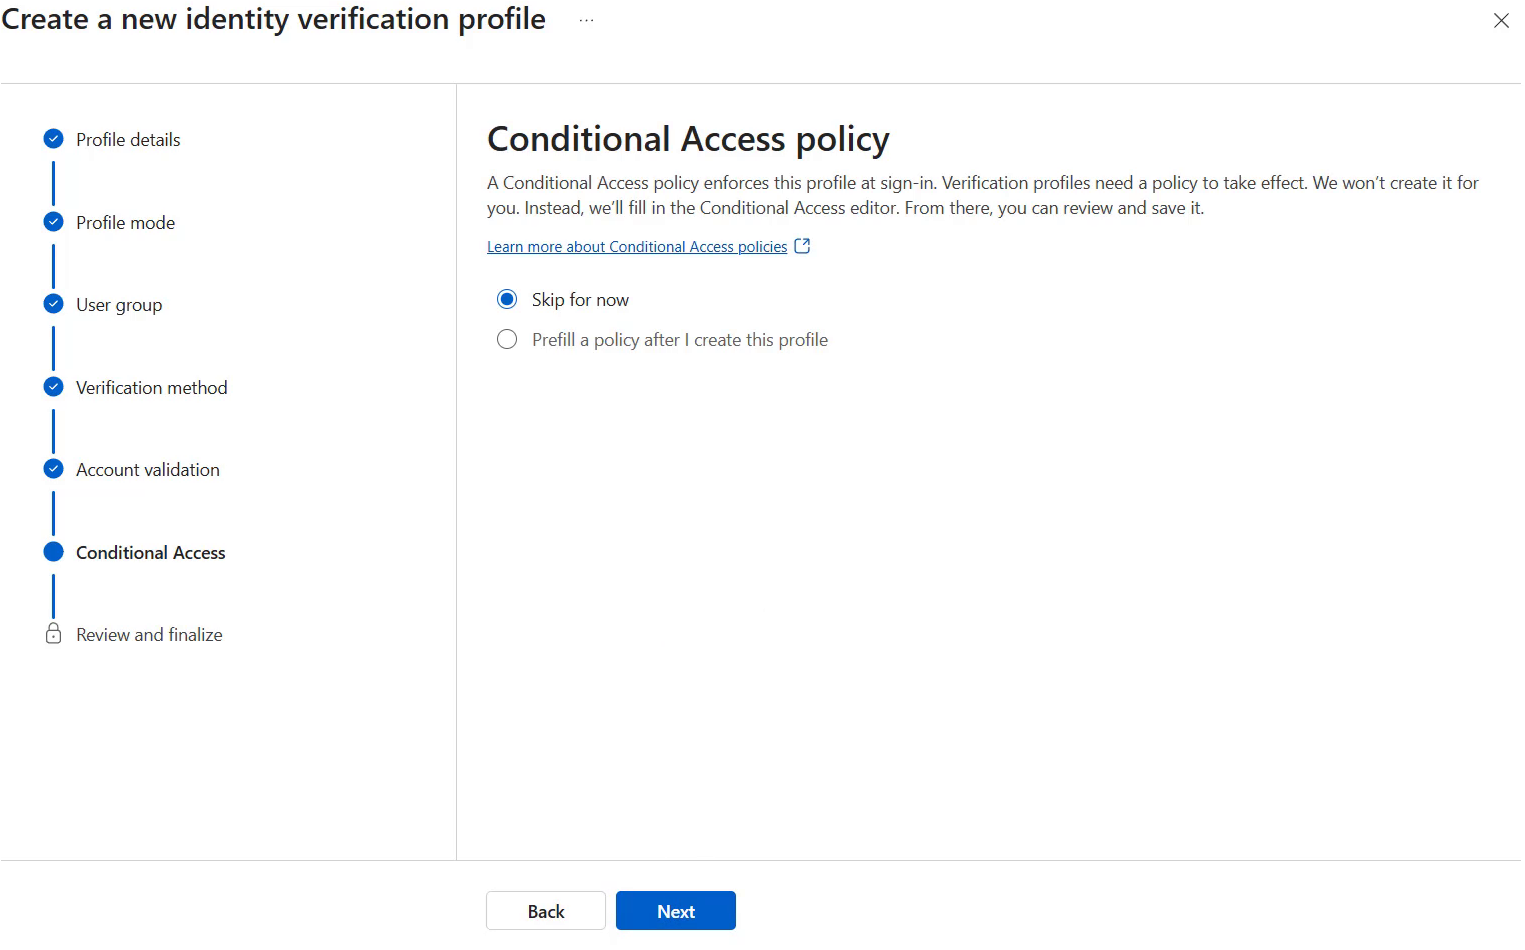 Create a new identity verification profile ...
Profile details
Profile mode
User group
Verification method
Account validation
Conditional Access
Review and finalize
Conditional Access policy
A Conditional Access policy enforces this profile at sign-in. Verification profiles need a policy to take effect. We won’t create it for
you. Instead, we’ll fill in the Conditional Access editor. From there, you can review and save it.
Learn more about Conditional Access policies
Skip for now
Prefill a policy after I create this profile
Back
Next